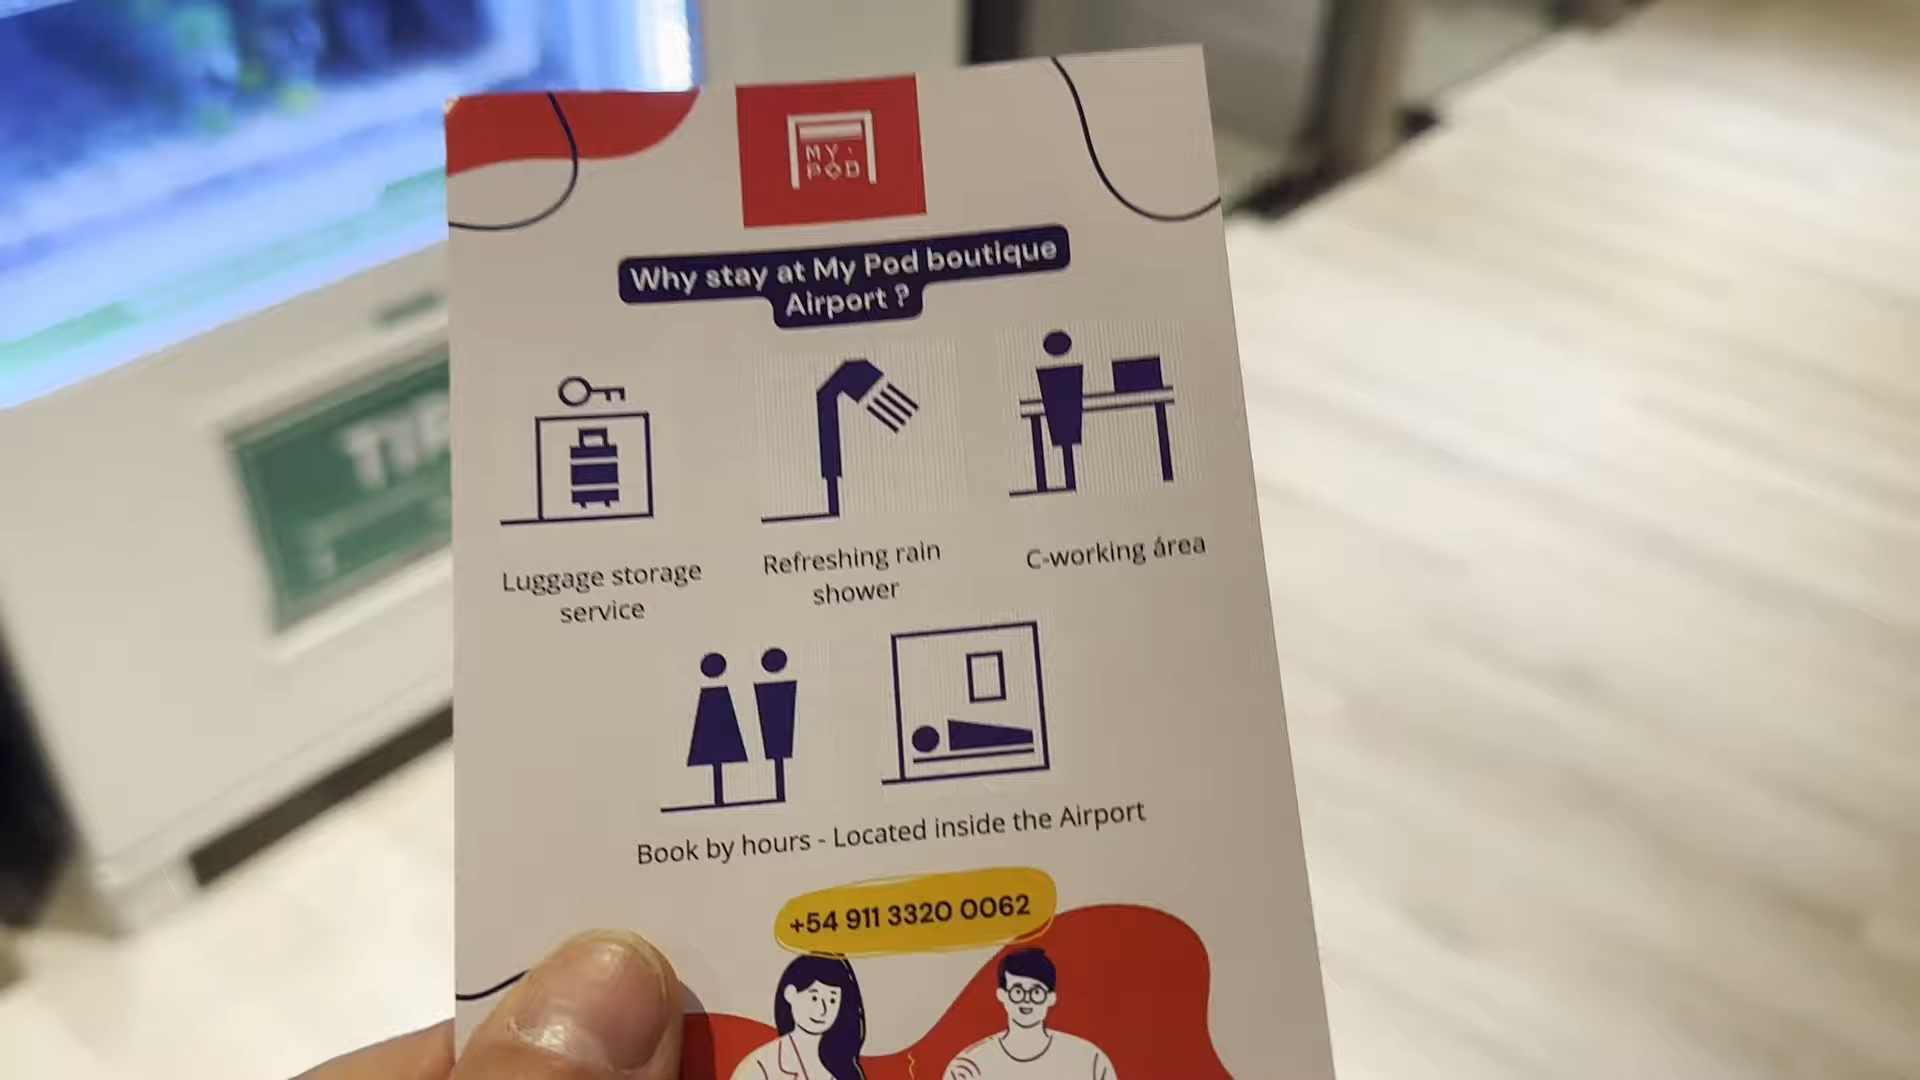 MY
POD
Why stay at My Pod boutique
Airport ?
Luggage storage
service
Refreshing rain
shower
C-working área
Book by hours - Located inside the Airport
+54 911 3320 0062